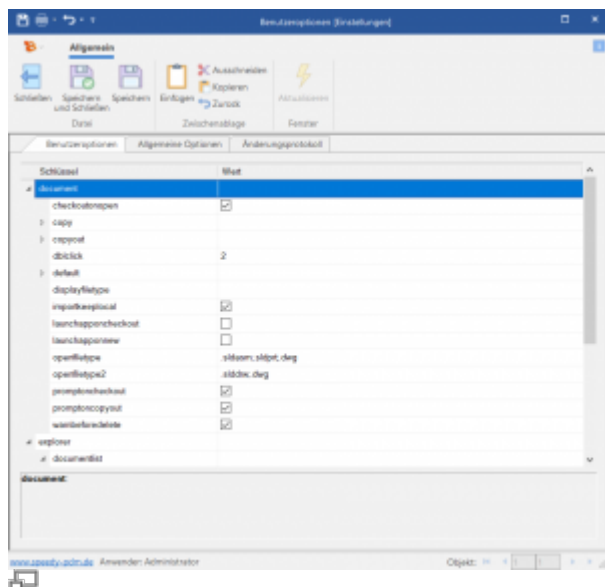 Benutzeroptionen [Einstellungen]
Allgemein
Schließen
Speichern und Schließen
Speichern
Einfügen
Ausschneiden
Kopieren
Zurück
Aktualisieren
Datei
Zwischenablage
Fenster
Benutzeroptionen Allgemeine Optionen Änderungsprotokoll
Schlüssel Wert
document
checkoutonopen
copy
copyout
dblclick 2
default
displayfiletype
importkeeplocal
launchapponcheckout
launchapponnew
openfiletype .sldasm;.sldprt;.dwg
openfiletype2 .slddrw;.dwg
promptoncheckout
promptoncopyout
warnbeforedelete
explorer
documentlist
document:
www.speedy-pdm.de Anwender: Administrator Objekt: